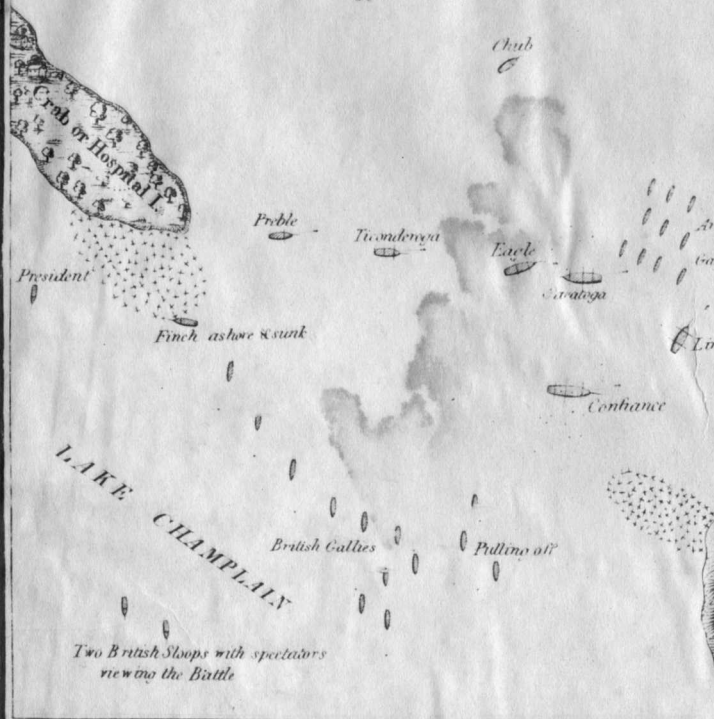 Chub
Crab or Hospital I.
Preble
Ticonderoga
Eagle
Saratoga
President
Finch ashore & sunk
Confiance
LAKE CHAMPLAIN
British Gallies
Pulling off
Two British Sloops with spectators
viewing the Battle